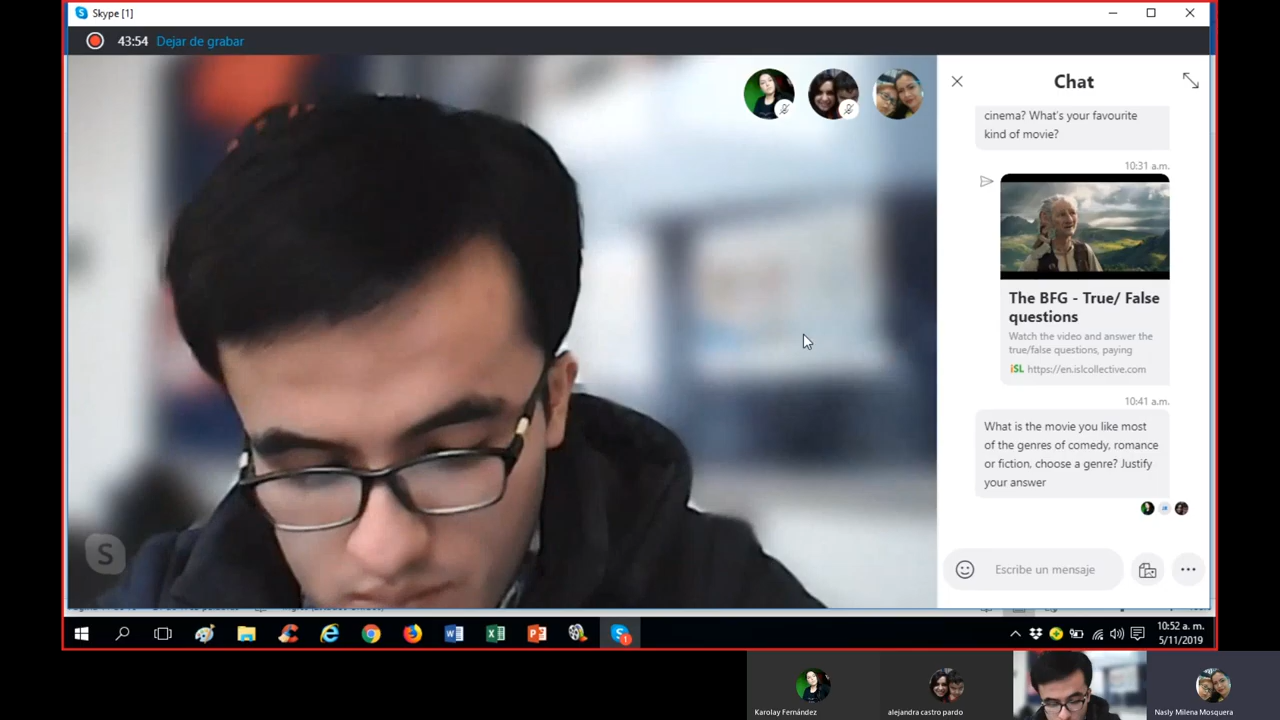 Skype [1]
43:54 Dejar de grabar
Chat
cinema? What's your favourite
kind of movie?
10:31 a.m.
The BFG - True/ False
questions
Watch the video and answer the
true/false questions, paying
iSL https://en.islcollective.com
10:41 a.m.
What is the movie you like most
of the genres of comedy, romance
or fiction, choose a genre? Justify
your answer
Escribe un mensaje
S
10:52 a. m.
5/11/2019
Karolay Fernández
alejandra castro pardo
Nasly Milena Mosquera